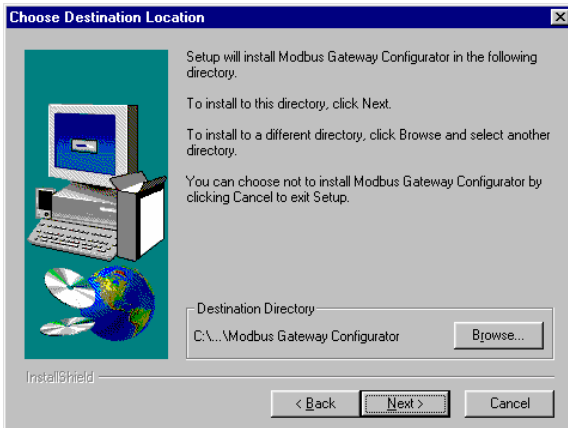 Choose Destination Location
Setup will install Modbus Gateway Configurator in the following
directory.
To install to this directory, click Next.
To install to a different directory, click Browse and select another
directory.
You can choose not to install Modbus Gateway Configurator by
clicking Cancel to exit Setup.
Destination Directory
C:\...\Modbus Gateway Configurator
Browse...
InstallShield
< Back
Next >
Cancel